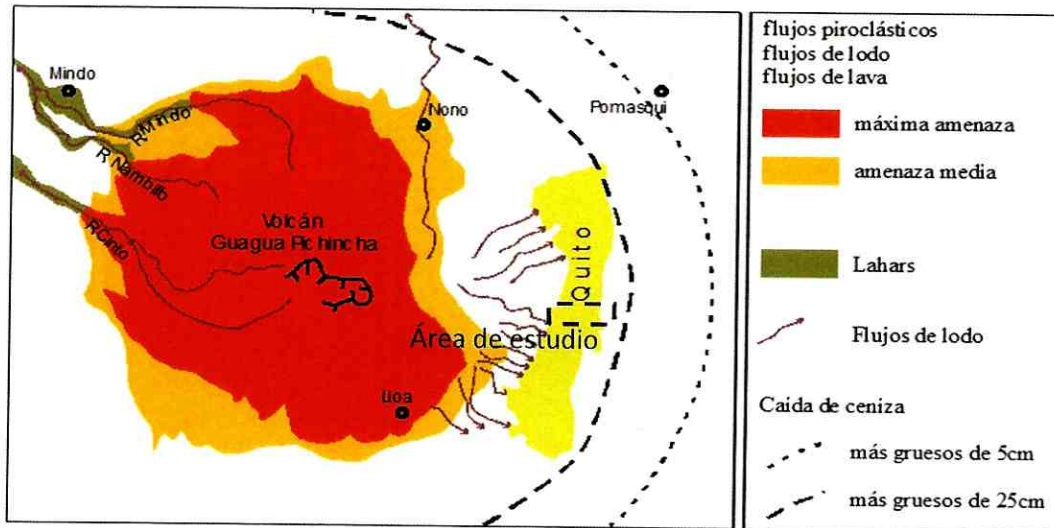 Mindo
Nono
Pomasqui
R Mindo
R Nambillo
R Cinto
Volcán
Guagua Pichincha
Quito
Área de estudio
Lloa
flujos piroclásticos
flujos de lodo
flujos de lava
máxima amenaza
amenaza media
Lahars
Flujos de lodo
Caida de ceniza
más gruesos de 5cm
más gruesos de 25cm